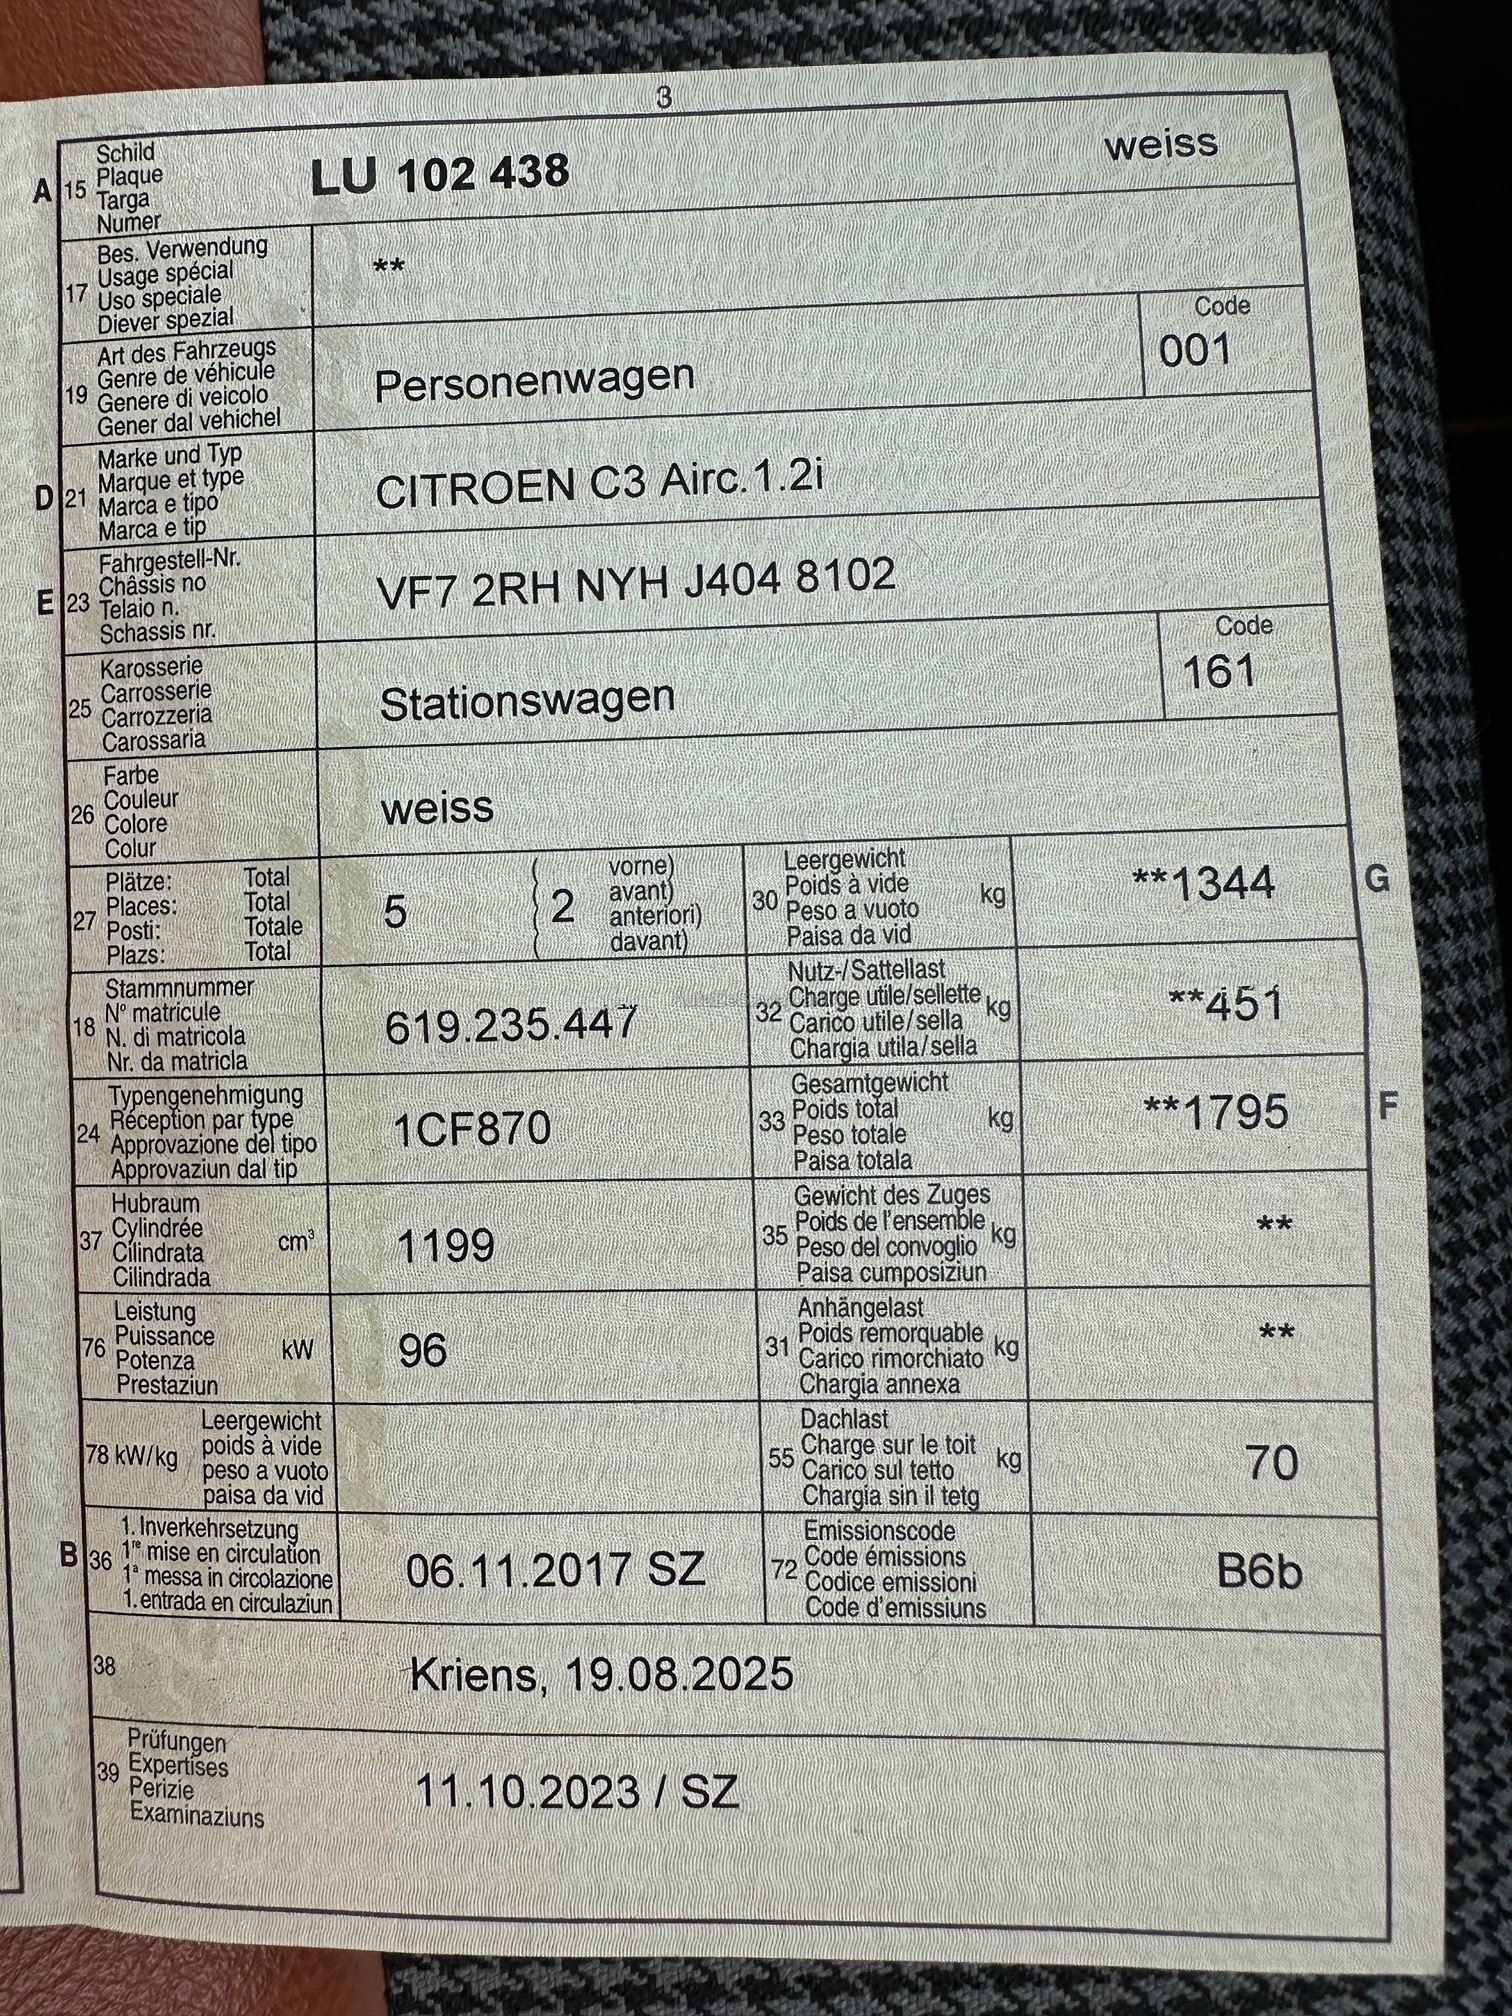 3
A 15 Schild
Plaque
Targa
Numer
LU 102 438 weiss
17 Bes. Verwendung
Usage spécial
Uso speciale
Diever spezial
**
19 Art des Fahrzeugs
Genre de véhicule
Genere di veicolo
Gener dal vehichel
Personenwagen
Code
001
D 21 Marke und Typ
Marque et type
Marca e tipo
Marca e tip
CITROEN C3 Airc.1.2i
E 23 Fahrgestell-Nr.
Châssis no
Telaio n.
Schassis nr.
VF7 2RH NYH J404 8102
25 Karosserie
Carrosserie
Carrozzeria
Carossaria
Stationswagen
Code
161
26 Farbe
Couleur
Colore
Colur
weiss
27 Plätze: Total
Places: Total
Posti: Totale
Plazs: Total
5
( 2 vorne)
avant)
anteriori)
( davant)
30 Leergewicht
Poids à vide
Peso a vuoto
Paisa da vid
kg
**1344
G
18 Stammnummer
N° matricule
N. di matricola
Nr. da matricla
619.235.447
32 Nutz-/Sattellast
Charge utile/sellette
Carico utile/sella
Chargia utila/sella
kg
**451
24 Typengenehmigung
Réception par type
Approvazione del tipo
Approvaziun dal tip
1CF870
33 Gesamtgewicht
Poids total
Peso totale
Paisa totala
kg
**1795
F
37 Hubraum
Cylindrée
Cilindrata
Cilindrada
cm³
1199
35 Gewicht des Zuges
Poids de l'ensemble
Peso del convoglio
Paisa cumposiziun
kg
**
76 Leistung
Puissance
Potenza
Prestaziun
kW
96
31 Anhängelast
Poids remorquable
Carico rimorchiato
Chargia annexa
kg
**
78 kW/kg Leergewicht
poids à vide
peso a vuoto
paisa da vid
55 Dachlast
Charge sur le toit
Carico sul tetto
Chargia sin il tetg
kg
70
B 36 1. Inverkehrsetzung
1re mise en circulation
1a messa in circolazione
1. entrada en circulaziun
06.11.2017 SZ
72 Emissionscode
Code émissions
Codice emissioni
Code d'emissiuns
B6b
38 Kriens, 19.08.2025
39 Prüfungen
Expertises
Perizie
Examinaziuns
11.10.2023 / SZ